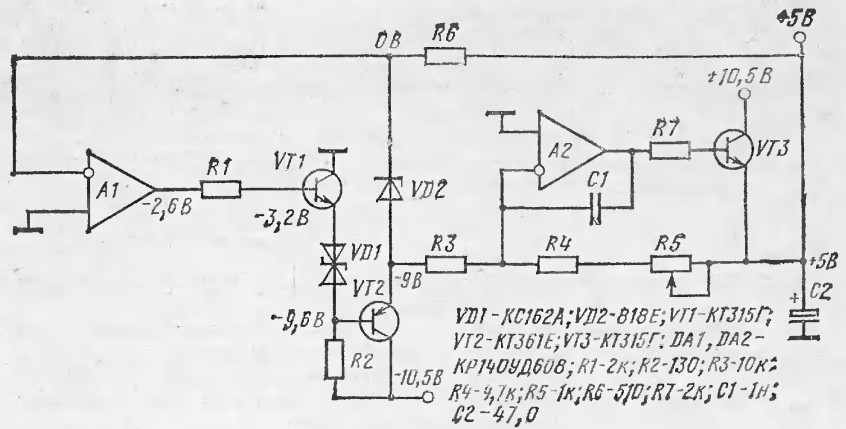 +5В
0В
R6
+10,5В
A1
R1
VT1
-2,6В
-3,2В
VD2
A2
R7
VT3
C1
VD1
R3
R4
R5
+5В
VT2
-9В
C2
+
-9,6В
R2
-10,5В
VD1-КС162А; VD2-818Е; VT1-КТ315Г;
VT2-КТ361Е; VT3-КТ315Г; DA1, DA2-
КР140УД608; R1-2к; R2-130; R3-10к;
R4-4,7к; R5-1к; R6-510; R7-2к; C1-1н;
C2-47,0